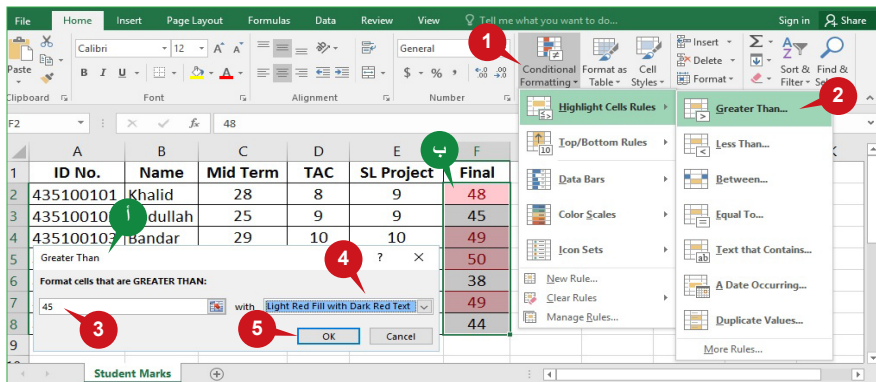 File Home Insert Page Layout Formulas Data Review View Tell me what you want to do... Sign in Share
1
Paste
Clipboard
Calibri 12 A A
B I U A
Font
Alignment
General
$ % , .00 .0
Number
Conditional Formatting
Format as Table
Cell Styles
Insert
Delete
Format
Sort & Filter
Find &
2
F2 fx 48
Highlight Cells Rules
Top/Bottom Rules
Data Bars
Color Scales
Icon Sets
New Rule...
Clear Rules
Manage Rules...
Greater Than...
Less Than...
Between...
Equal To...
Text that Contains...
A Date Occurring...
Duplicate Values...
More Rules...
ب
A B C D E F K
1 ID No. Name Mid Term TAC SL Project Final
2 435100101 Khalid 28 8 9 48
3 dullah 25 9 9 45
4 435100103 Bandar 29 10 10 49
5 50
6 38
7 49
8 44
9
أ
Greater Than ? ×
4
Format cells that are GREATER THAN:
45 with Light Red Fill with Dark Red Text
3
5
OK Cancel
Student Marks